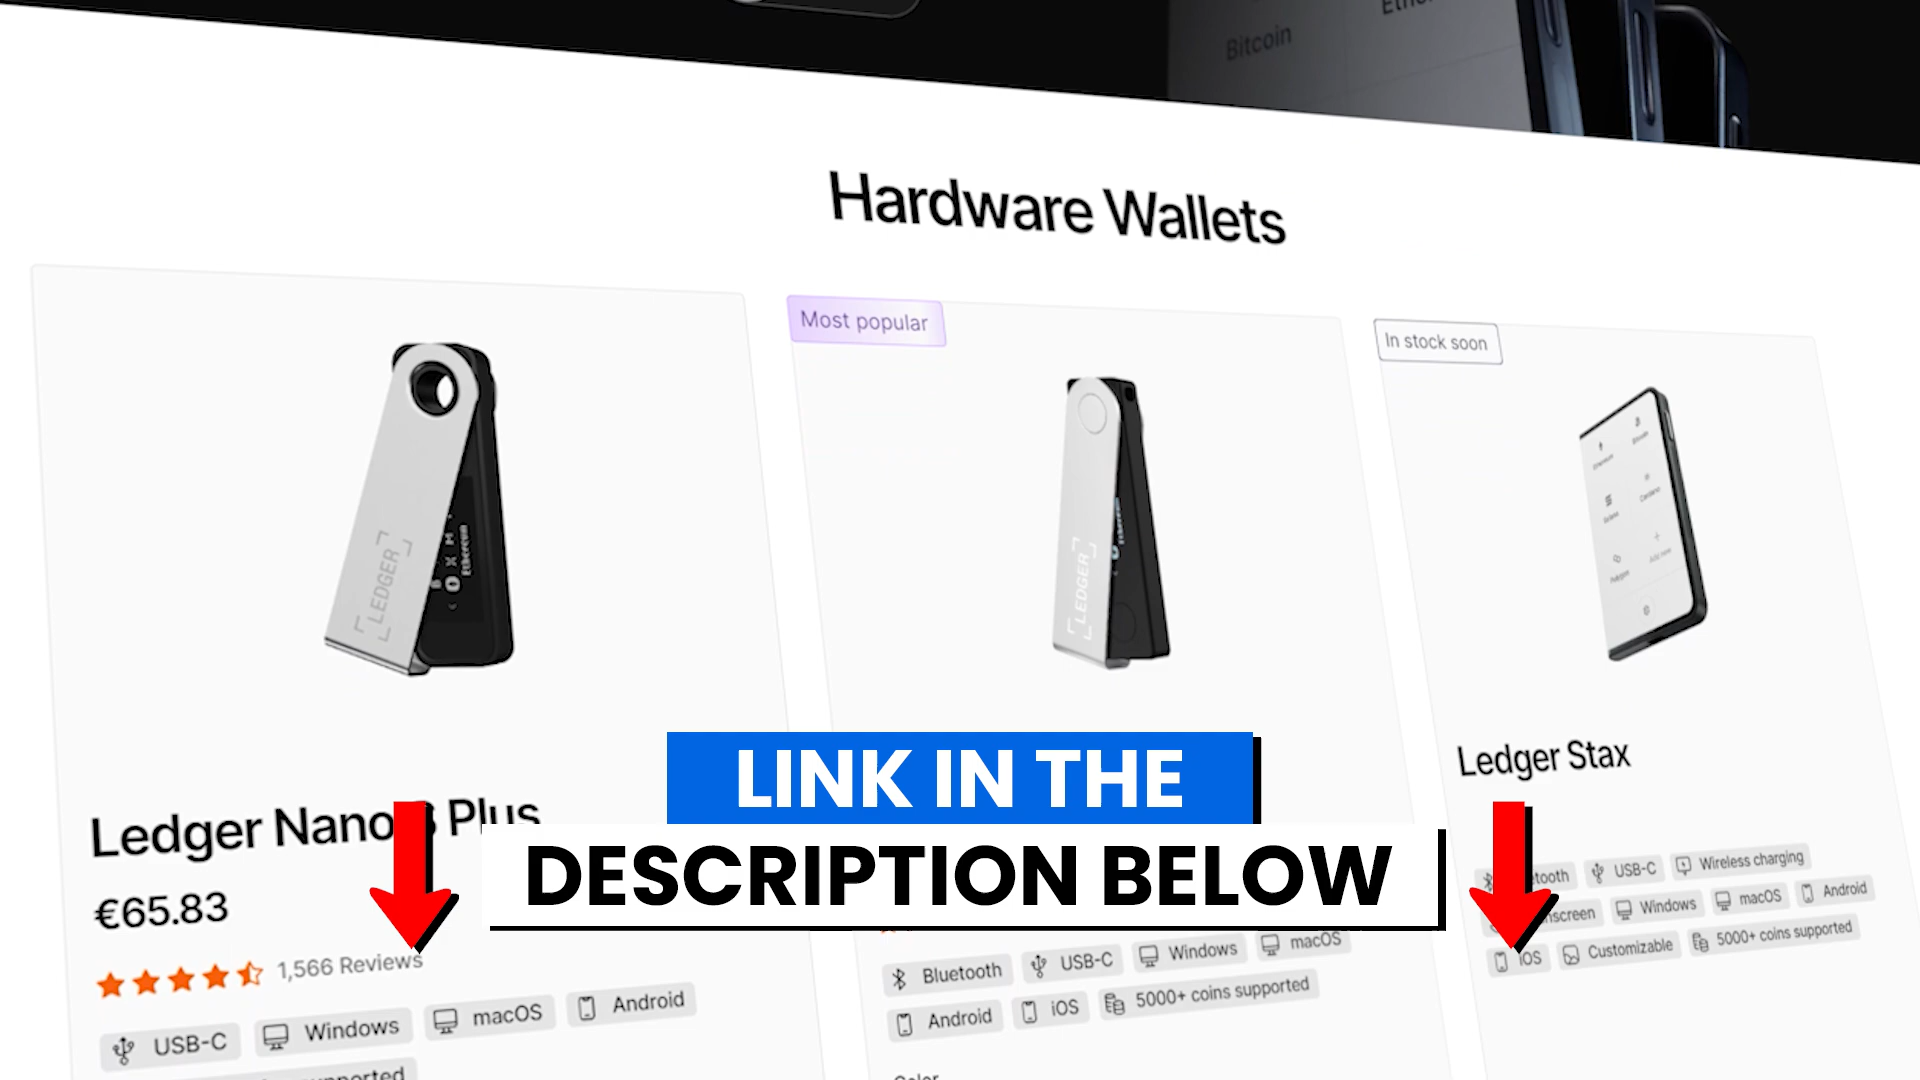 Bitcoin
Hardware Wallets
Most popular
In stock soon
LEDGER
Ethereum
LEDGER
Ledger Stax
LINK IN THE
DESCRIPTION BELOW
Ledger Nano S Plus
€65.83
1,566 Reviews
USB-C
Windows
macOS
Android
Bluetooth
USB-C
Windows
macOS
Android
iOS
5000+ coins supported
USB-C
Wireless charging
Windows
macOS
Android
iOS
Customizable
5000+ coins supported